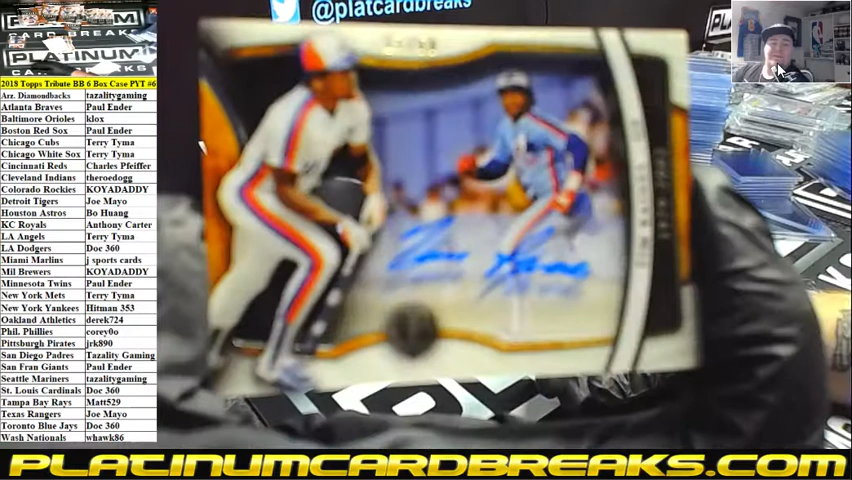 @platcardbreaks
PLATINUM
2018 Topps Tribute BB 6 Box Case PYT #6
Arz. Diamondbacks tazalitygaming
Atlanta Braves Paul Ender
Baltimore Orioles klox
Boston Red Sox Paul Ender
Chicago Cubs Terry Tyma
Chicago White Sox Terry Tyma
Cincinnati Reds Charles Pfeiffer
Cleveland Indians theroedogg
Colorado Rockies KOYADADDY
Detroit Tigers Joe Mayo
Houston Astros Bo Huang
KC Royals Anthony Carter
LA Angels Terry Tyma
LA Dodgers Doc 360
Miami Marlins j sports cards
Mil Brewers KOYADADDY
Minnesota Twins Paul Ender
New York Mets Terry Tyma
New York Yankees Hitman 353
Oakland Athletics derek724
Phil. Phillies corey0o
Pittsburgh Pirates jrk890
San Diego Padres Tazality Gaming
San Fran Giants Paul Ender
Seattle Mariners tazalitygaming
St. Louis Cardinals Doc 360
Tampa Bay Rays Matt529
Texas Rangers Joe Mayo
Toronto Blue Jays Doc 360
Wash Nationals whawk86
PLATINUMCARDBREAKS.COM